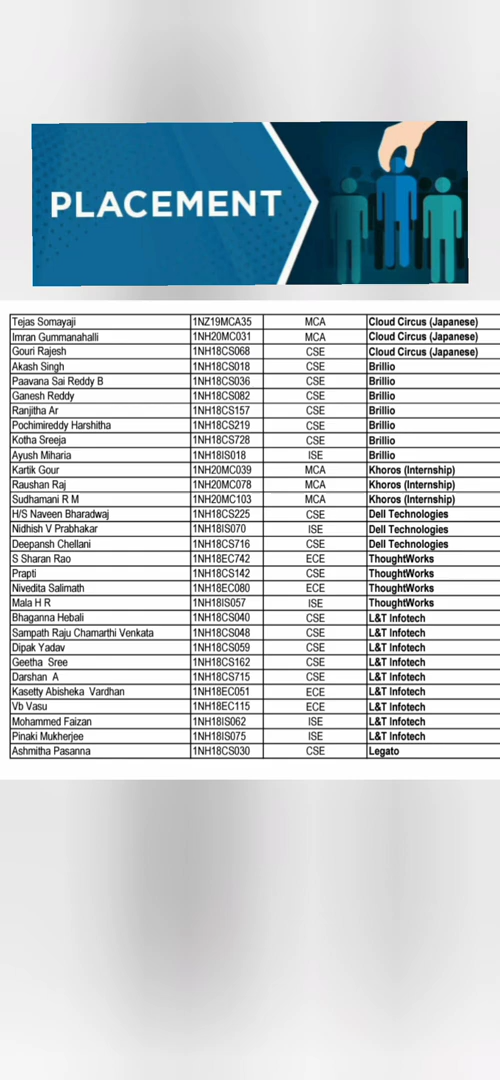 PLACEMENT
Tejas Somayaji 1NZ19MCA35 MCA Cloud Circus (Japanese)
Imran Gummanahalli 1NH20MC031 MCA Cloud Circus (Japanese)
Gouri Rajesh 1NH18CS068 CSE Cloud Circus (Japanese)
Akash Singh 1NH18CS018 CSE Brillio
Paavana Sai Reddy B 1NH18CS036 CSE Brillio
Ganesh Reddy 1NH18CS082 CSE Brillio
Ranjitha Ar 1NH18CS157 CSE Brillio
Pochimireddy Harshitha 1NH18CS219 CSE Brillio
Kotha Sreeja 1NH18CS728 CSE Brillio
Ayush Miharia 1NH18IS018 ISE Brillio
Kartik Gour 1NH20MC039 MCA Khoros (Internship)
Raushan Raj 1NH20MC078 MCA Khoros (Internship)
Sudhamani R M 1NH20MC103 MCA Khoros (Internship)
H/S Naveen Bharadwaj 1NH18CS225 CSE Dell Technologies
Nidhish V Prabhakar 1NH18IS070 ISE Dell Technologies
Deepansh Chellani 1NH18CS716 CSE Dell Technologies
S Sharan Rao 1NH18EC742 ECE ThoughtWorks
Prapti 1NH18CS142 CSE ThoughtWorks
Nivedita Salimath 1NH18EC080 ECE ThoughtWorks
Mala H R 1NH18IS057 ISE ThoughtWorks
Bhaganna Hebali 1NH18CS040 CSE L&T Infotech
Sampath Raju Chamarthi Venkata 1NH18CS048 CSE L&T Infotech
Dipak Yadav 1NH18CS059 CSE L&T Infotech
Geetha Sree 1NH18CS162 CSE L&T Infotech
Darshan A 1NH18CS715 CSE L&T Infotech
Kasetty Abisheka Vardhan 1NH18EC051 ECE L&T Infotech
Vb Vasu 1NH18EC115 ECE L&T Infotech
Mohammed Faizan 1NH18IS062 ISE L&T Infotech
Pinaki Mukherjee 1NH18IS075 ISE L&T Infotech
Ashmitha Pasanna 1NH18CS030 CSE Legato